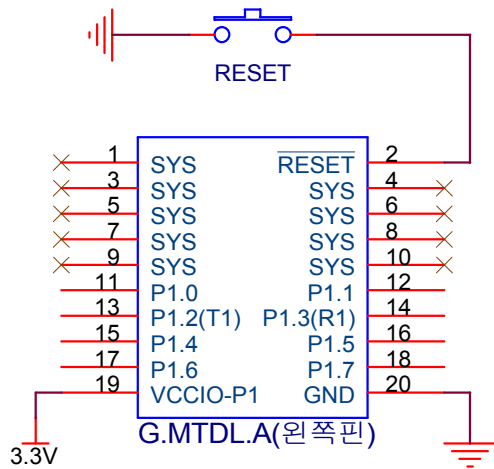 RESET
1 SYS RESET 2
3 SYS SYS 4
5 SYS SYS 6
7 SYS SYS 8
9 SYS SYS 10
11 P1.0 P1.1 12
13 P1.2(T1) P1.3(R1) 14
15 P1.4 P1.5 16
17 P1.6 P1.7 18
19 VCCIO-P1 GND 20
G.MTDL.A(왼쪽핀)
3.3V